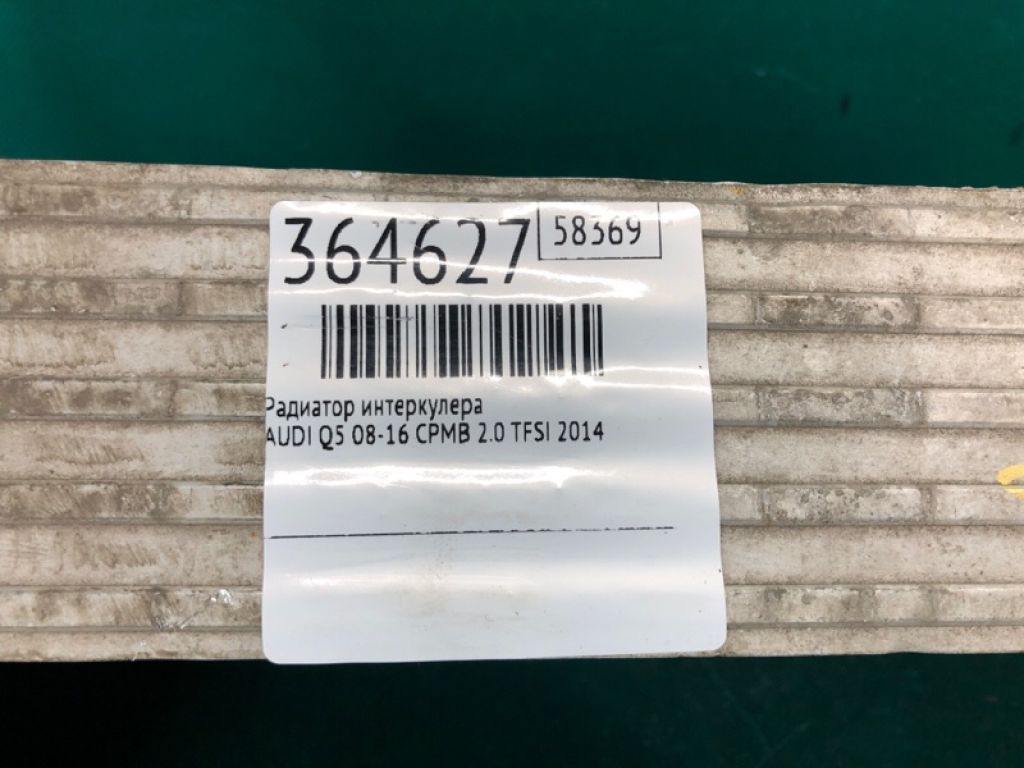 364627 58369
Радиатор интеркулера
AUDI Q5 08-16 CPMB 2.0 TFSI 2014